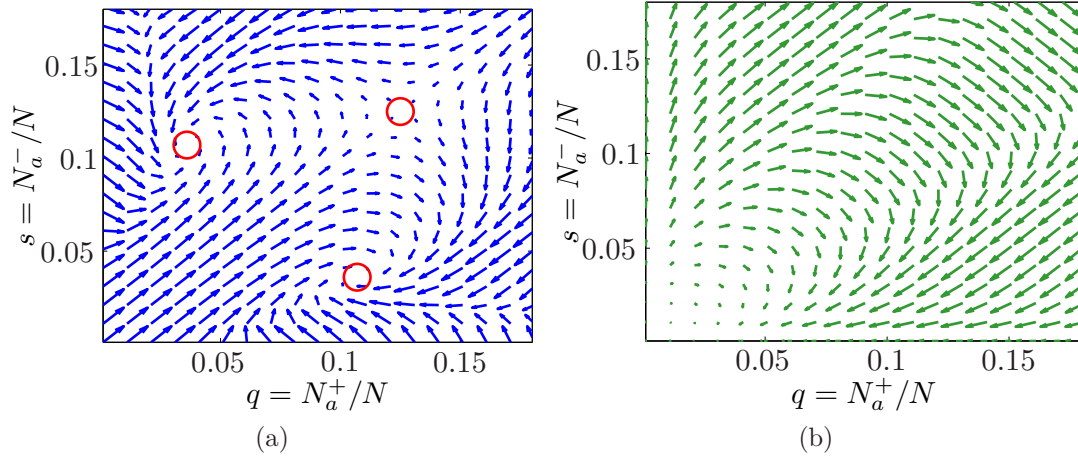 0.15
0.1
0.05
s = N_a^-/N
0.05 0.1 0.15
q = N_a^+/N
(a)
0.15
0.1
0.05
s = N_a^-/N
0.05 0.1 0.15
q = N_a^+/N
(b)